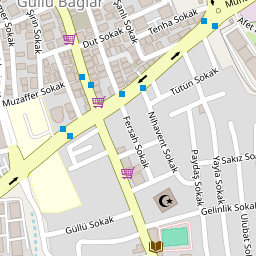 Güllü Bağlar
Şirin Sokak
Şanlı Sokak
Tenha Sokak
Dut Sokak
Afet
Muzaffer Sokak
Tütün Sokak
Fersah Sokak
Nihavent Sokak
Paydaş Sokak
Yayla Sokak
Sakız
Gelinlik Sokak
Güllü Sokak
Ulubat